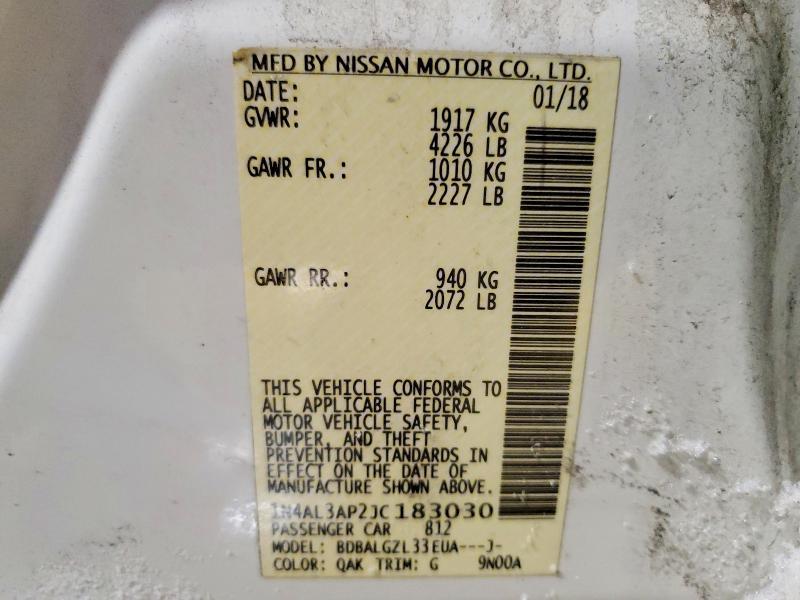 MFD BY NISSAN MOTOR CO., LTD.
DATE: 01/18
GVWR: 1917 KG
4226 LB
GAWR FR.: 1010 KG
2227 LB
GAWR RR.: 940 KG
2072 LB
THIS VEHICLE CONFORMS TO
ALL APPLICABLE FEDERAL
MOTOR VEHICLE SAFETY,
BUMPER, AND THEFT
PREVENTION STANDARDS IN
EFFECT ON THE DATE OF
MANUFACTURE SHOWN ABOVE.
1N4AL3AP2JC183030
PASSENGER CAR 812
MODEL: BDBALGZL33EUA---J-
COLOR: QAK TRIM: G 9N00A